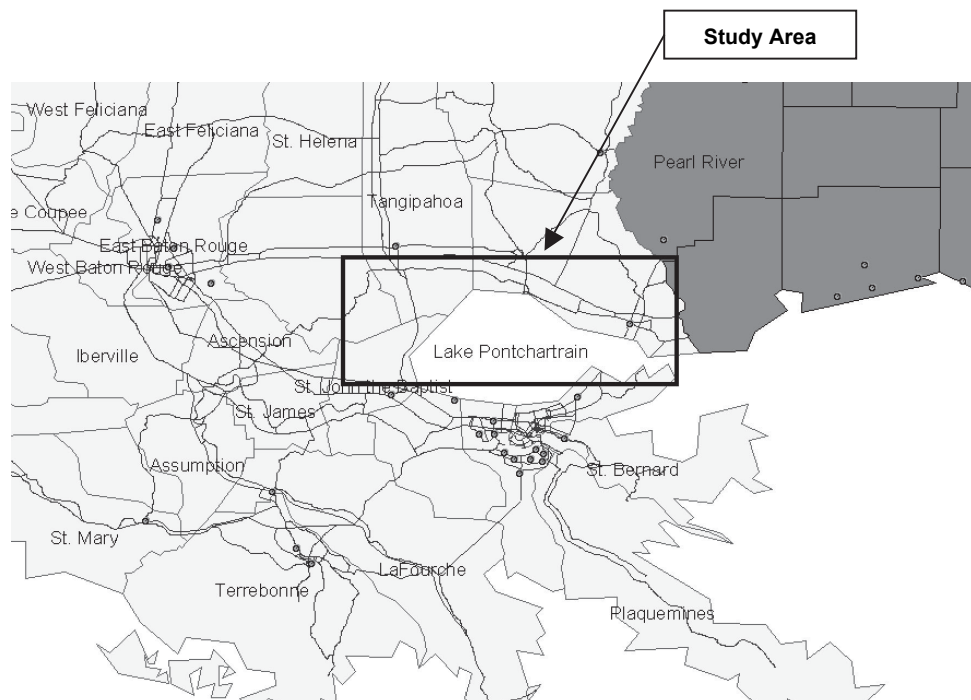 Study Area
West Feliciana
East Feliciana
St. Helena
Pearl River
Tangipahoa
e Coupee
East Baton Rouge
West Baton Rouge
Ascension
Iberville
Lake Pontchartrain
St. John the Baptist
St. James
Assumption
St. Bernard
St. Mary
LaFourche
Terrebonne
Plaquemines